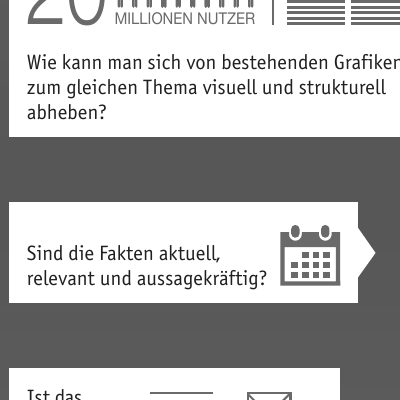 20
MILLIONEN NUTZER
Wie kann man sich von bestehenden Grafiken
zum gleichen Thema visuell und strukturell
abheben?
Sind die Fakten aktuell,
relevant und aussagekräftig?
Ist das